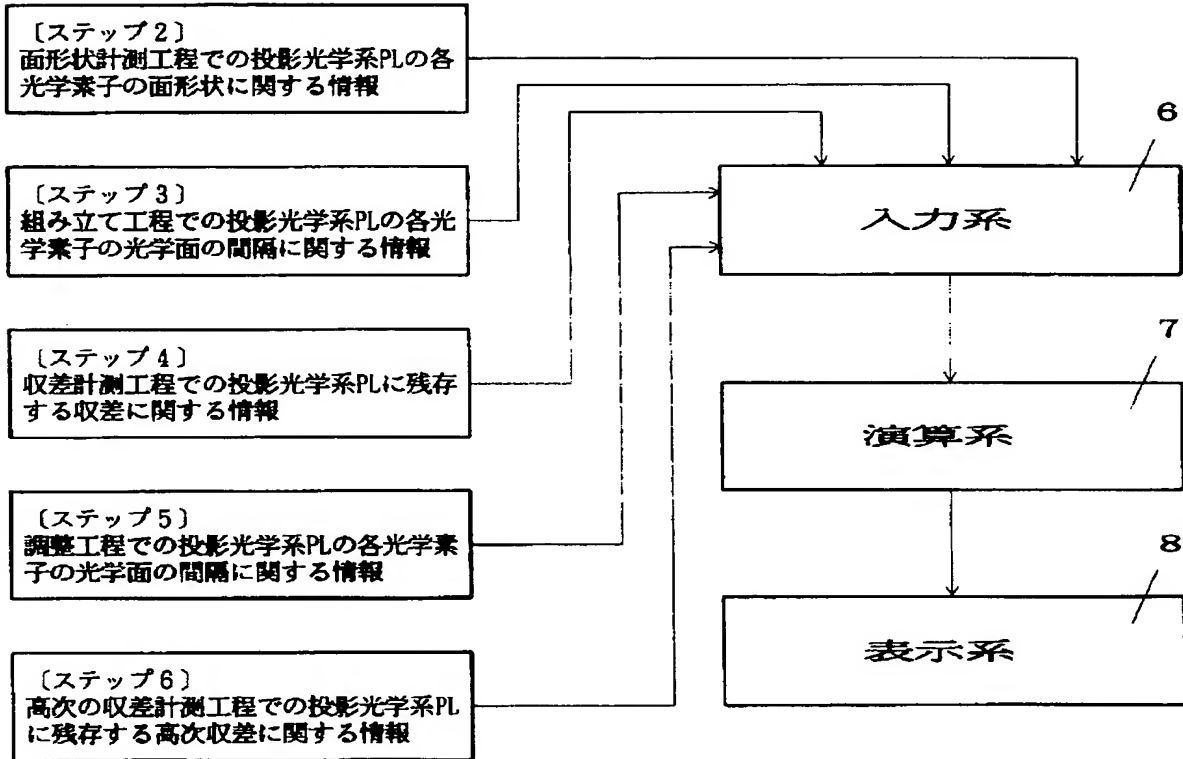 〔ステップ2〕
面形状計測工程での投影光学系PLの各
光学素子の面形状に関する情報
〔ステップ3〕
組み立て工程での投影光学系PLの各光
学素子の光学面の間隔に関する情報
〔ステップ4〕
収差計測工程での投影光学系PLに残存
する収差に関する情報
〔ステップ5〕
調整工程での投影光学系PLの各光学素
子の光学面の間隔に関する情報
〔ステップ6〕
高次の収差計測工程での投影光学系PL
に残存する高次収差に関する情報
6
入力系
7
演算系
8
表示系